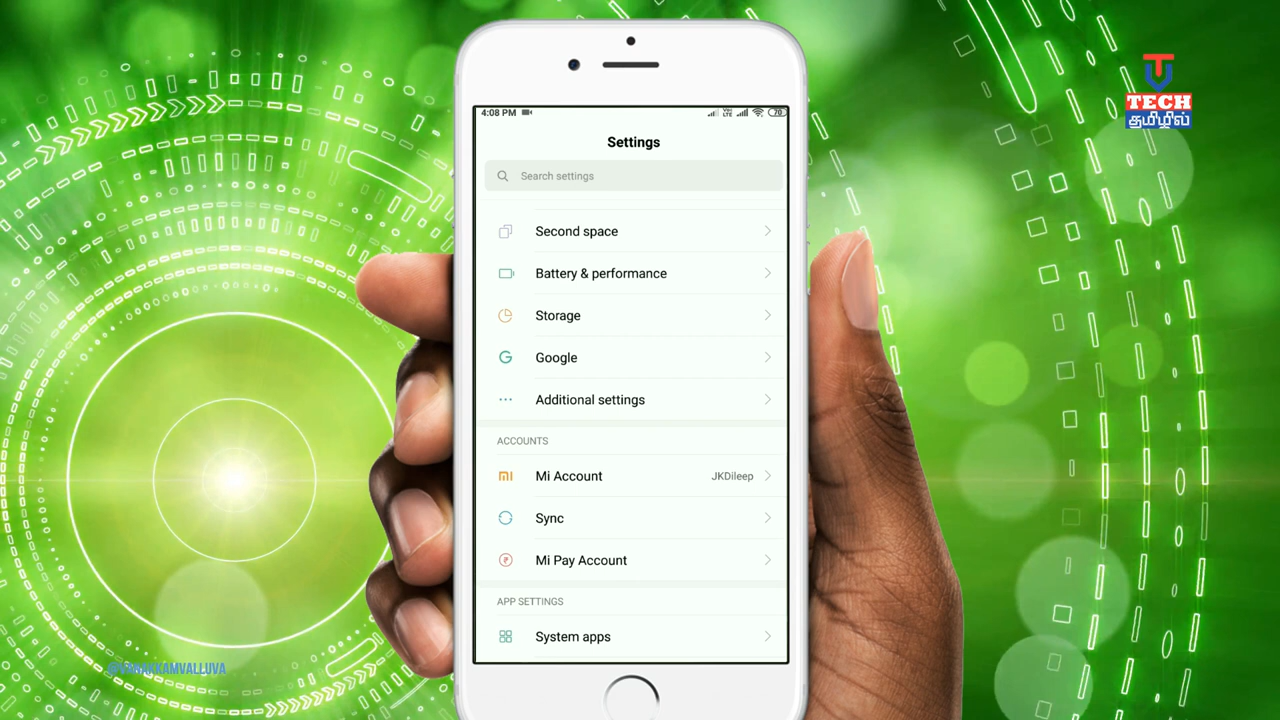 4:08 PM
70
TECH
தமிழில்
Settings
Search settings
Second space
Battery & performance
Storage
Google
Additional settings
ACCOUNTS
Mi Account JKDileep
Sync
Mi Pay Account
APP SETTINGS
System apps